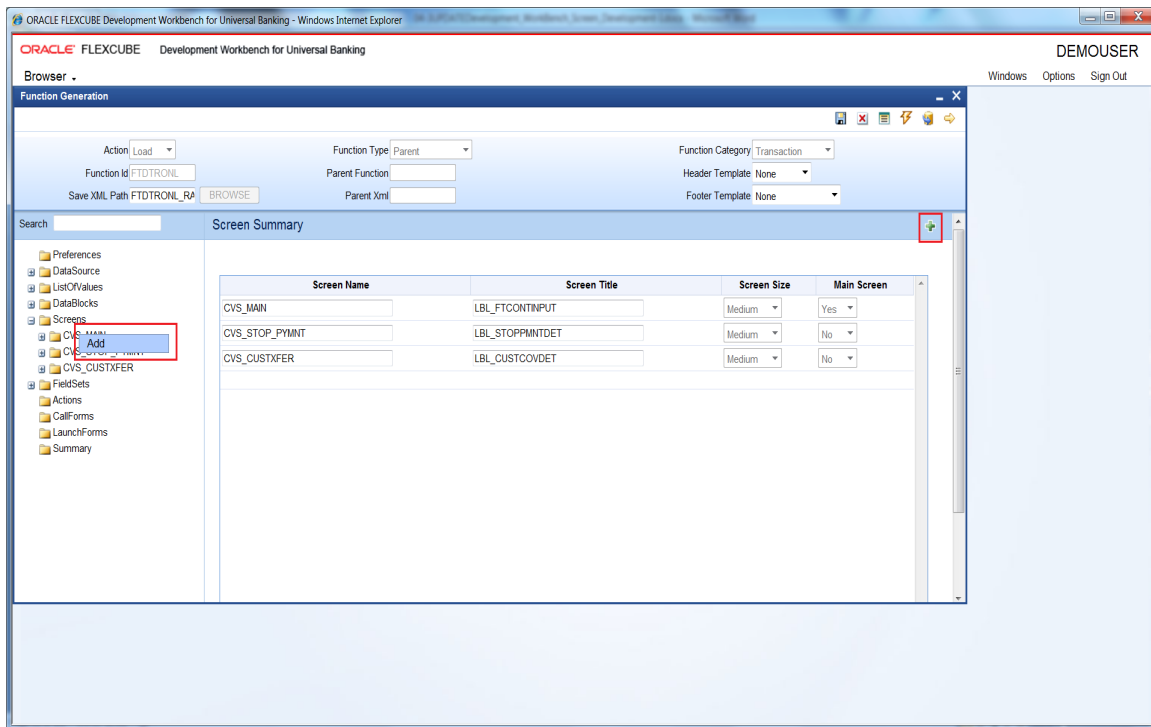 ORACLE FLEXCUBE Development Workbench for Universal Banking - Windows Internet Explorer
ORACLE FLEXCUBE Development Workbench for Universal Banking
DEMOUSER
Browser
Windows Options Sign Out
Function Generation
Action Load Function Type Parent Function Category Transaction
Function Id FTDTRONL Parent Function Header Template None
Save XML Path FTDTRONL_RA BROWSE Parent Xml Footer Template None
Search Screen Summary
Preferences
DataSource
ListOfValues
DataBlocks
Screens
Add
CVS_CUSTXFER
FieldSets
Actions
CallForms
LaunchForms
Summary
Screen Name Screen Title Screen Size Main Screen
CVS_MAIN LBL_FTCONTINPUT Medium Yes
CVS_STOP_PYMNT LBL_STOPPMNTDET Medium No
CVS_CUSTXFER LBL_CUSTCOVDET Medium No